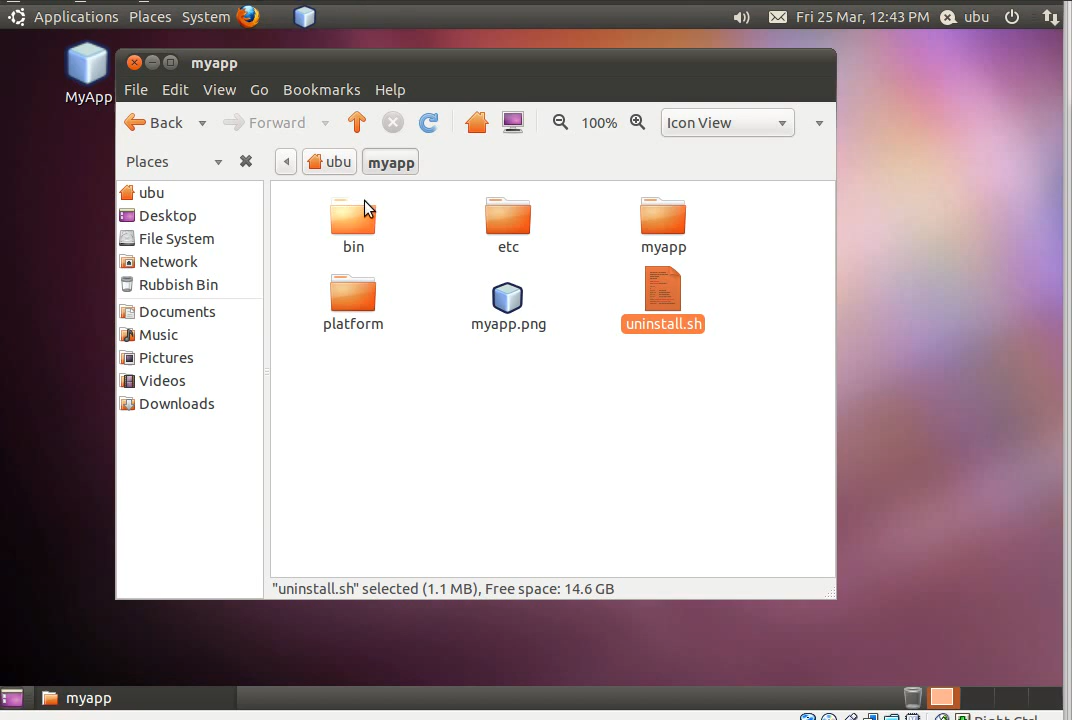 Applications Places System Fri 25 Mar, 12:43 PM ubu
MyApp
myapp
File Edit View Go Bookmarks Help
Back Forward 100% Icon View
Places ubu myapp
ubu
Desktop
File System
Network
Rubbish Bin
Documents
Music
Pictures
Videos
Downloads
bin etc myapp
platform myapp.png uninstall.sh
"uninstall.sh" selected (1.1 MB), Free space: 14.6 GB
myapp
Right Ctrl